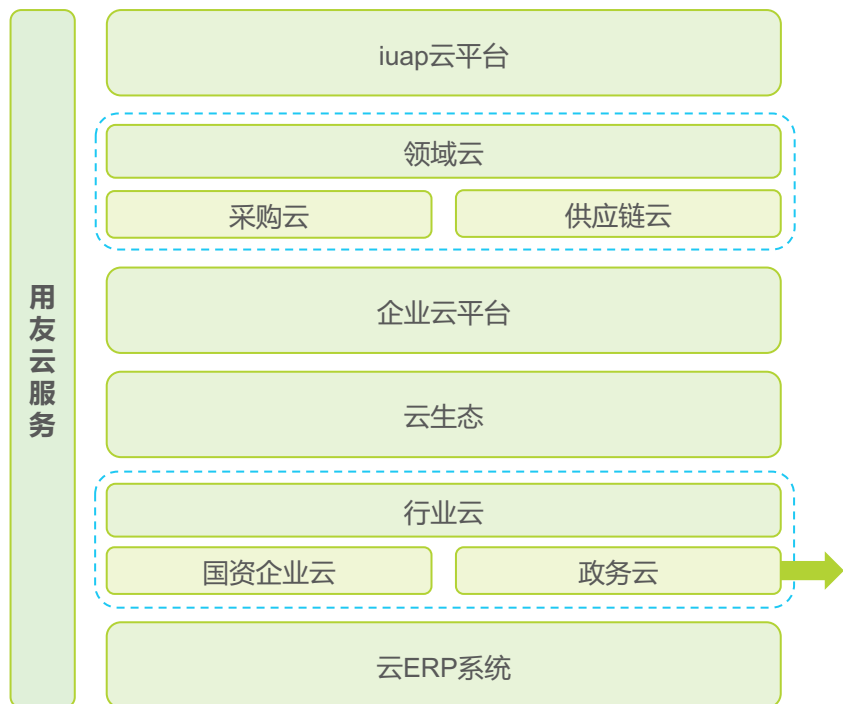 用友云服务
iuap云平台
领域云
采购云
供应链云
企业云平台
云生态
行业云
国资企业云
政务云
云ERP系统